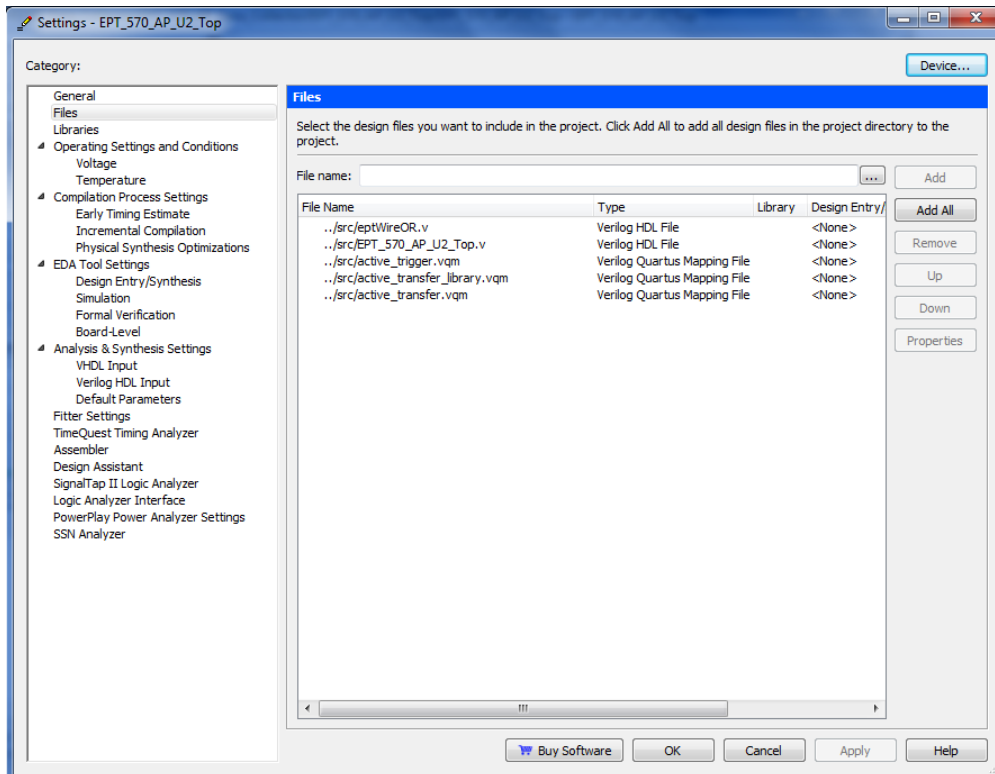 Settings - EPT_570_AP_U2_Top
Category:
Device...
General
Files
Libraries
Operating Settings and Conditions
Voltage
Temperature
Compilation Process Settings
Early Timing Estimate
Incremental Compilation
Physical Synthesis Optimizations
EDA Tool Settings
Design Entry/Synthesis
Simulation
Formal Verification
Board-Level
Analysis & Synthesis Settings
VHDL Input
Verilog HDL Input
Default Parameters
Fitter Settings
TimeQuest Timing Analyzer
Assembler
Design Assistant
SignalTap II Logic Analyzer
Logic Analyzer Interface
PowerPlay Power Analyzer Settings
SSN Analyzer
Files
Select the design files you want to include in the project. Click Add All to add all design files in the project directory to the
project.
File name: ... Add
File Name Type Library Design Entry/ Add All
../src/eptWireOR.v Verilog HDL File <None>
../src/EPT_570_AP_U2_Top.v Verilog HDL File <None>
../src/active_trigger.vqm Verilog Quartus Mapping File <None>
../src/active_transfer_library.vqm Verilog Quartus Mapping File <None>
../src/active_transfer.vqm Verilog Quartus Mapping File <None>
Remove
Up
Down
Properties
Buy Software OK Cancel Apply Help